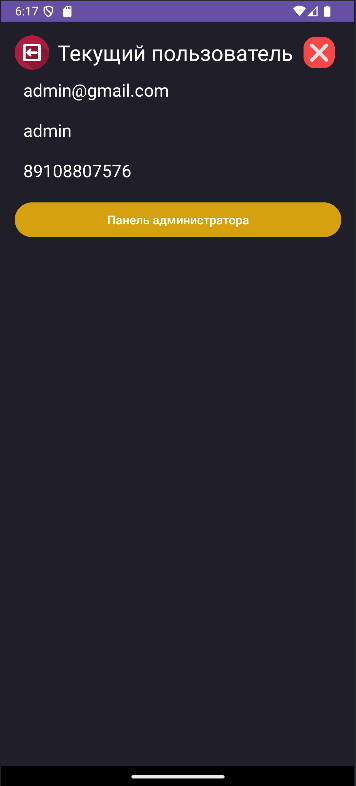 6:17
Текущий пользователь
admin@gmail.com
admin
89108807576
Панель администратора